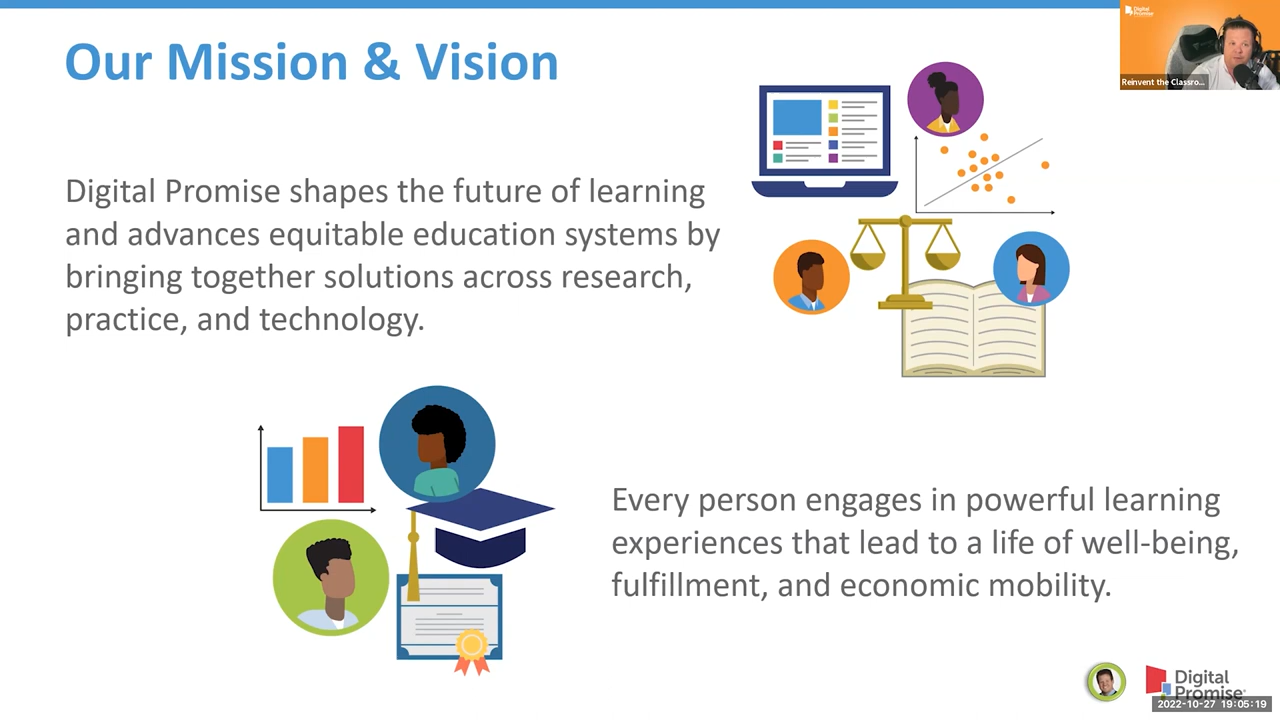 Our Mission & Vision
Digital Promise
Reinvent the Classro...
Digital Promise shapes the future of learning
and advances equitable education systems by
bringing together solutions across research,
practice, and technology.
Every person engages in powerful learning
experiences that lead to a life of well-being,
fulfillment, and economic mobility.
Digital
Promise
2022-10-27 19:05:19